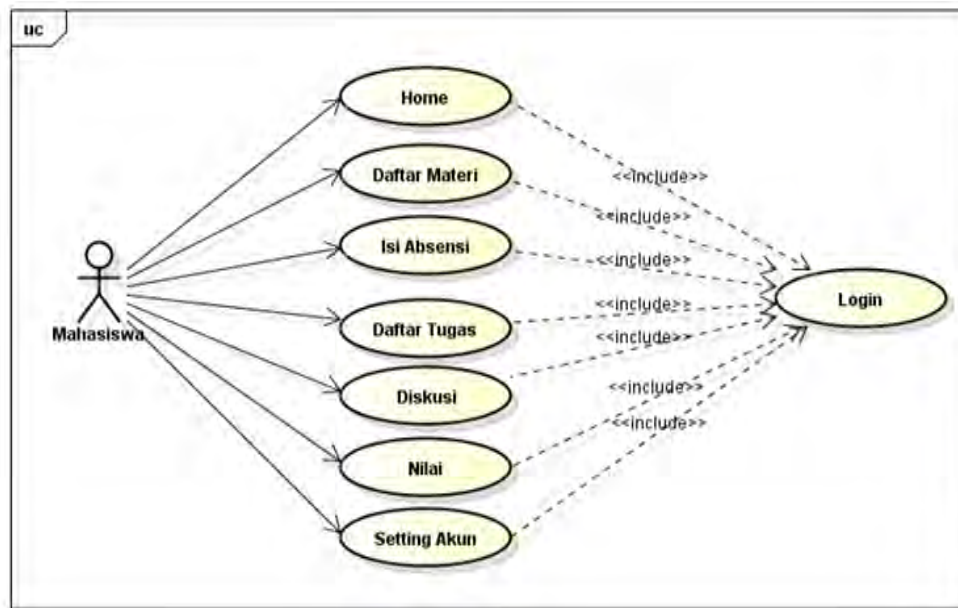 uc
Home
Daftar Materi
Isi Absensi
Daftar Tugas
Diskusi
Nilai
Setting Akun
Mahasiswa
<<include>>
<<include>>
<<include>>
<<include>>
<<include>>
<<include>>
<<include>>
Login